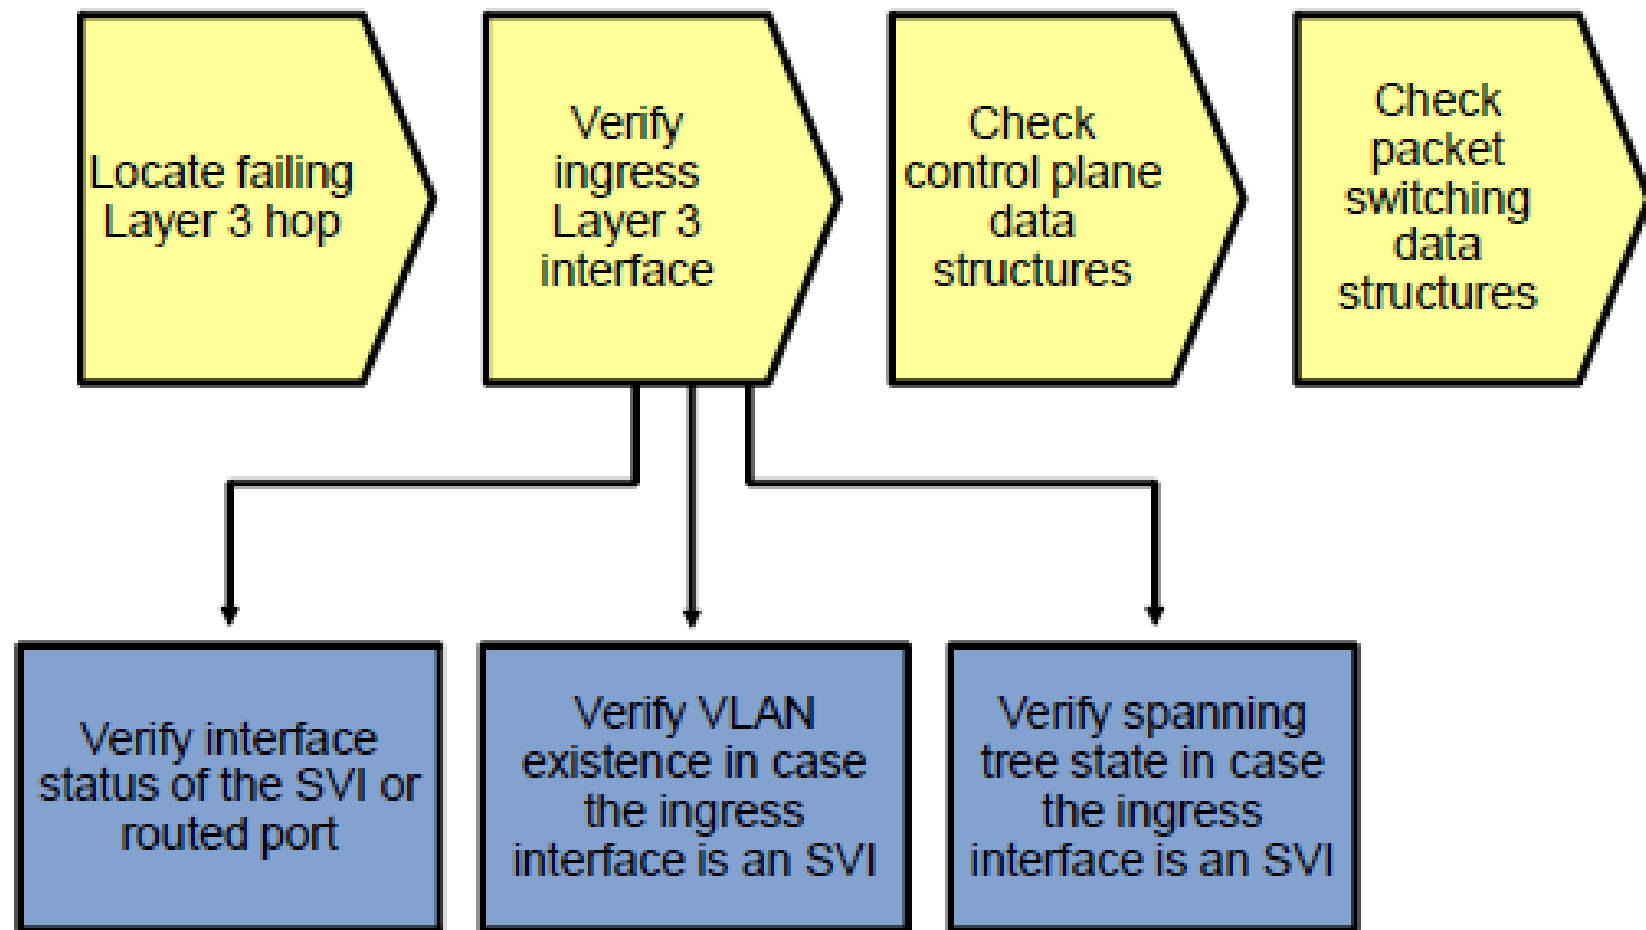 Locate failing
Layer 3 hop
Verify
ingress
Layer 3
interface
Check
control plane
data
structures
Check
packet
switching
data
structures
Verify interface
status of the SVI or
routed port
Verify VLAN
existence in case
the ingress
interface is an SVI
Verify spanning
tree state in case
the ingress
interface is an SVI